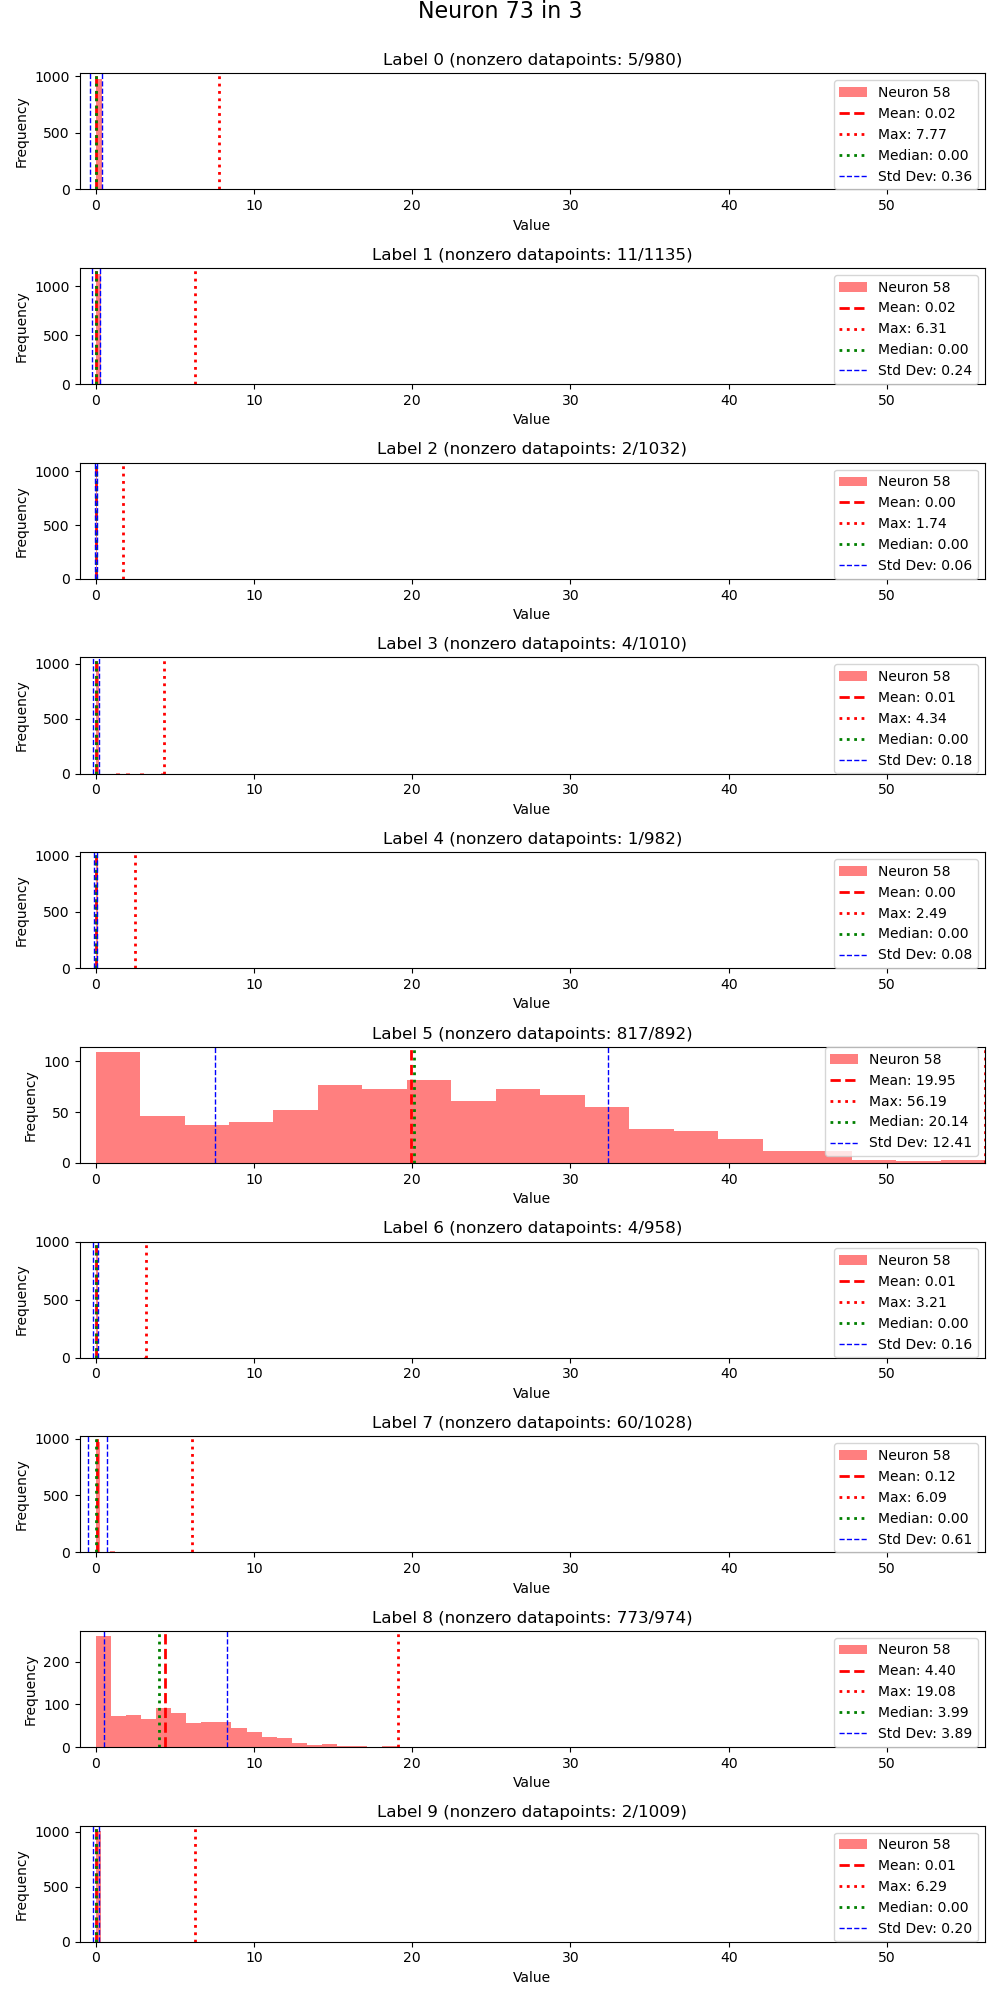 Neuron 73 in 3
Label 0 (nonzero datapoints: 5/980)
1000
500
0
Frequency
Neuron 58
Mean: 0.02
Max: 7.77
Median: 0.00
Std Dev: 0.36
0 10 20 30 40 50
Value
Label 1 (nonzero datapoints: 11/1135)
1000
500
0
Frequency
Neuron 58
Mean: 0.02
Max: 6.31
Median: 0.00
Std Dev: 0.24
0 10 20 30 40 50
Value
Label 2 (nonzero datapoints: 2/1032)
1000
500
0
Frequency
Neuron 58
Mean: 0.00
Max: 1.74
Median: 0.00
Std Dev: 0.06
0 10 20 30 40 50
Value
Label 3 (nonzero datapoints: 4/1010)
1000
500
0
Frequency
Neuron 58
Mean: 0.01
Max: 4.34
Median: 0.00
Std Dev: 0.18
0 10 20 30 40 50
Value
Label 4 (nonzero datapoints: 1/982)
1000
500
0
Frequency
Neuron 58
Mean: 0.00
Max: 2.49
Median: 0.00
Std Dev: 0.08
0 10 20 30 40 50
Value
Label 5 (nonzero datapoints: 817/892)
100
50
0
Frequency
Neuron 58
Mean: 19.95
Max: 56.19
Median: 20.14
Std Dev: 12.41
0 10 20 30 40 50
Value
Label 6 (nonzero datapoints: 4/958)
1000
500
0
Frequency
Neuron 58
Mean: 0.01
Max: 3.21
Median: 0.00
Std Dev: 0.16
0 10 20 30 40 50
Value
Label 7 (nonzero datapoints: 60/1028)
1000
500
0
Frequency
Neuron 58
Mean: 0.12
Max: 6.09
Median: 0.00
Std Dev: 0.61
0 10 20 30 40 50
Value
Label 8 (nonzero datapoints: 773/974)
200
100
0
Frequency
Neuron 58
Mean: 4.40
Max: 19.08
Median: 3.99
Std Dev: 3.89
0 10 20 30 40 50
Value
Label 9 (nonzero datapoints: 2/1009)
1000
500
0
Frequency
Neuron 58
Mean: 0.01
Max: 6.29
Median: 0.00
Std Dev: 0.20
0 10 20 30 40 50
Value